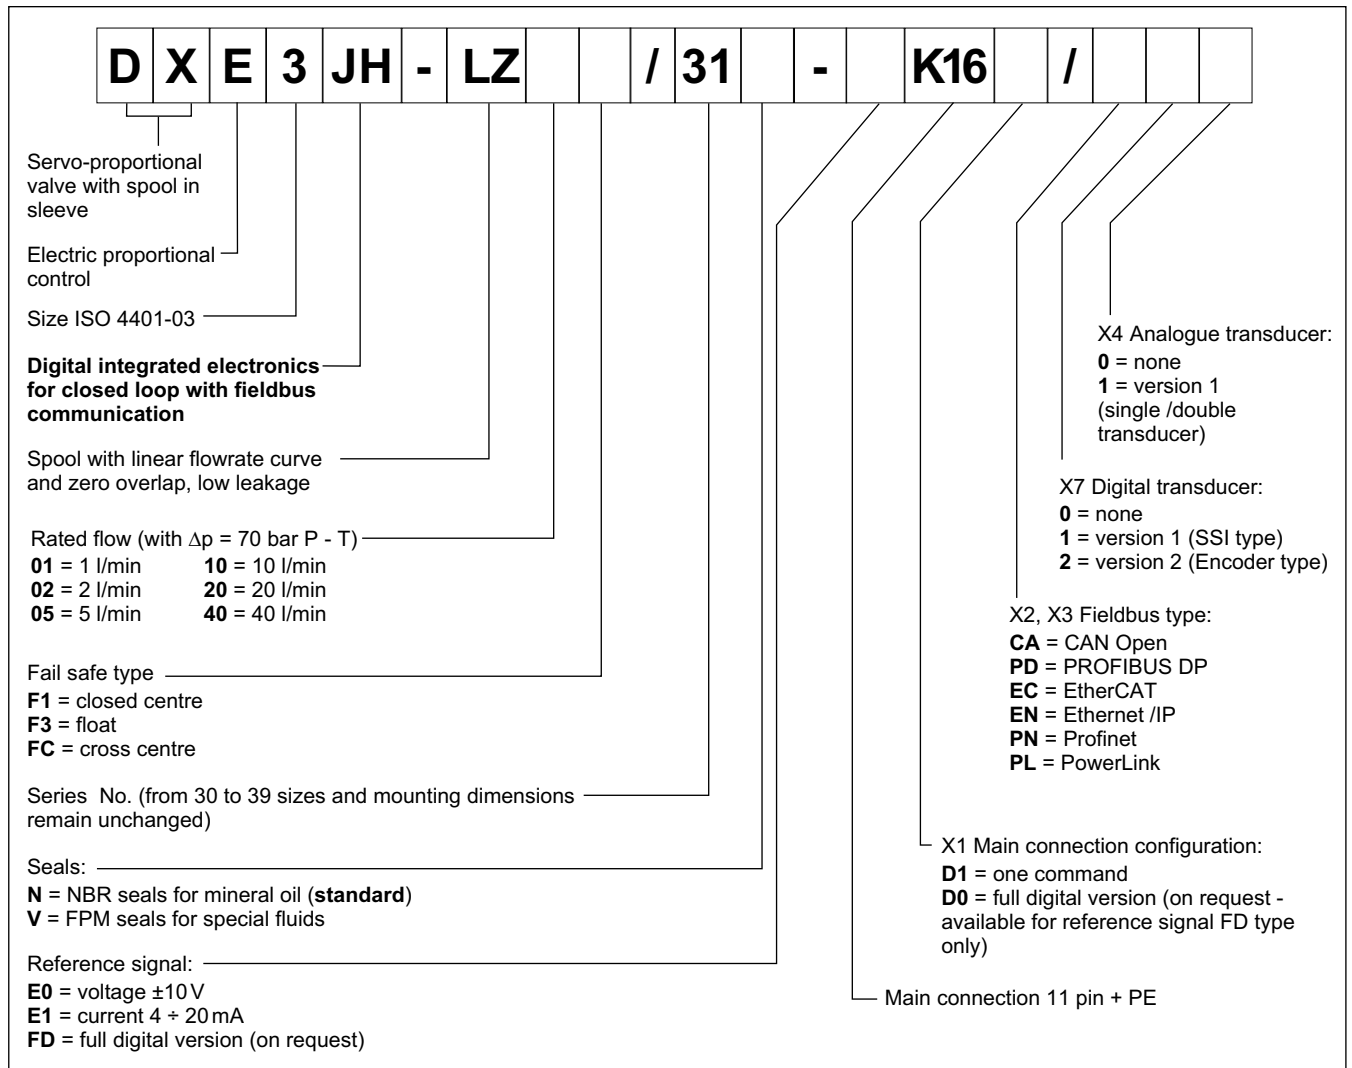 D X E 3 JH - LZ / 31 - K16 /
Servo-proportional
valve with spool in
sleeve
Electric proportional
control
Size ISO 4401-03
Digital integrated electronics
for closed loop with fieldbus
communication
Spool with linear flowrate curve
and zero overlap, low leakage
Rated flow (with Δp = 70 bar P - T)
01 = 1 l/min 10 = 10 l/min
02 = 2 l/min 20 = 20 l/min
05 = 5 l/min 40 = 40 l/min
Fail safe type
F1 = closed centre
F3 = float
FC = cross centre
Series No. (from 30 to 39 sizes and mounting dimensions
remain unchanged)
Seals:
N = NBR seals for mineral oil (standard)
V = FPM seals for special fluids
Reference signal:
E0 = voltage ±10 V
E1 = current 4 ÷ 20 mA
FD = full digital version (on request)
X4 Analogue transducer:
0 = none
1 = version 1
(single /double
transducer)
X7 Digital transducer:
0 = none
1 = version 1 (SSI type)
2 = version 2 (Encoder type)
X2, X3 Fieldbus type:
CA = CAN Open
PD = PROFIBUS DP
EC = EtherCAT
EN = Ethernet /IP
PN = Profinet
PL = PowerLink
X1 Main connection configuration:
D1 = one command
D0 = full digital version (on request -
available for reference signal FD type
only)
Main connection 11 pin + PE